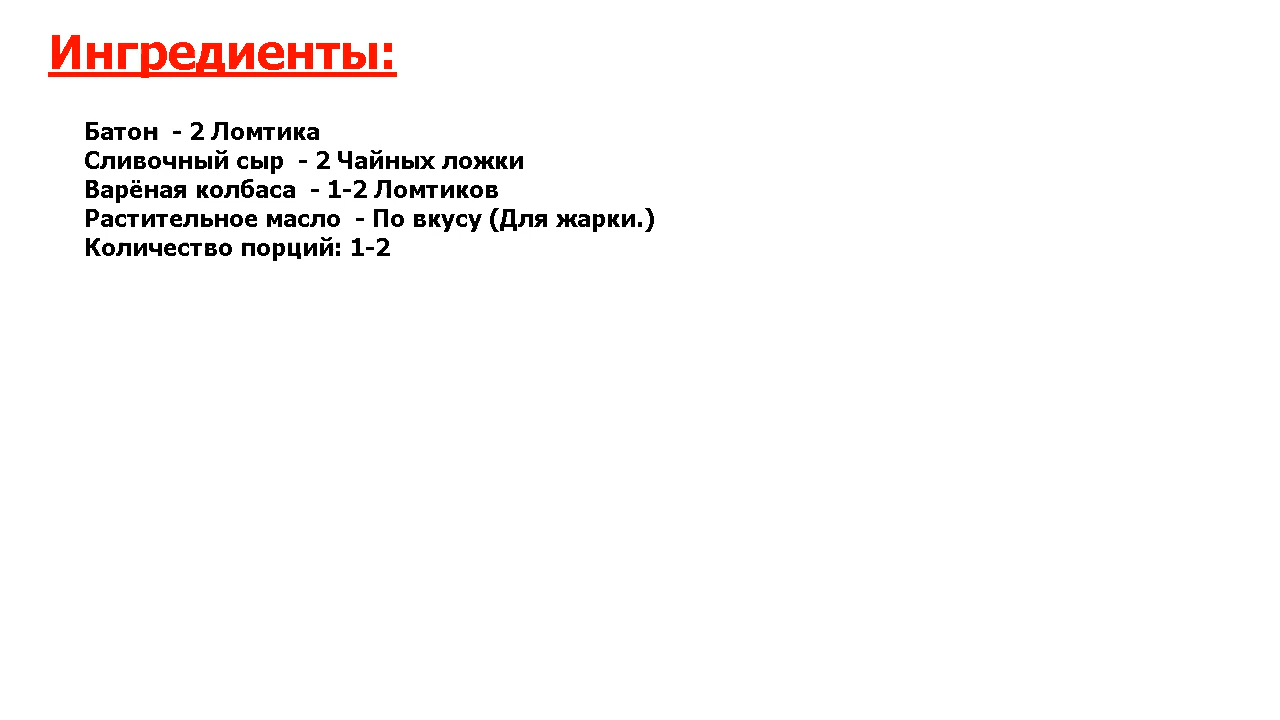 Ингредиенты:
Батон  - 2 Ломтика
Сливочный сыр  - 2 Чайных ложки
Варёная колбаса  - 1-2 Ломтиков
Растительное масло  - По вкусу (Для жарки.)
Количество порций: 1-2